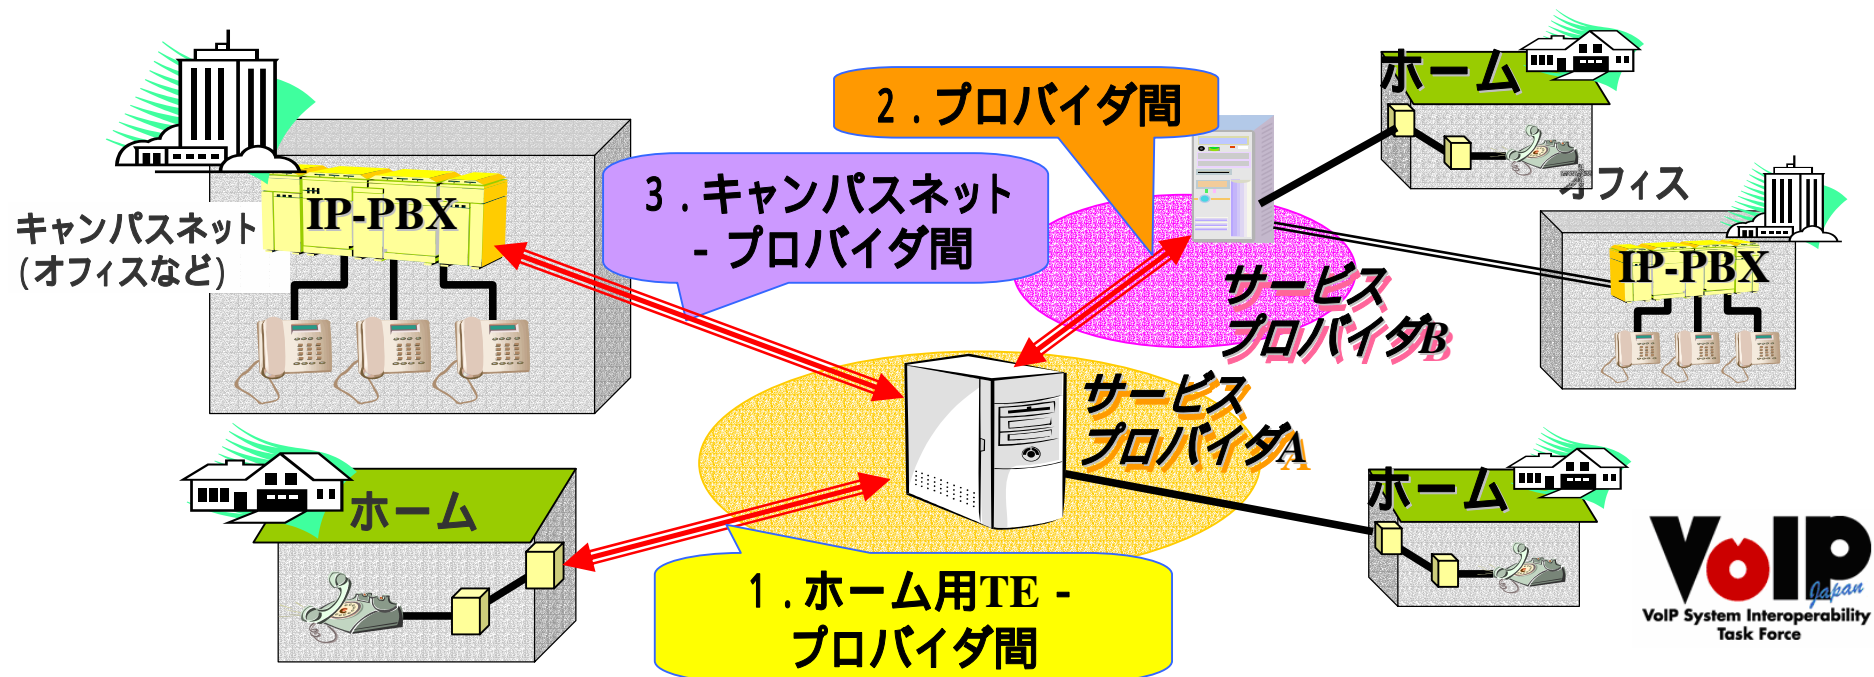 ２．プロバイダ間
３．キャンパスネット
- プロバイダ間
IP-PBX
キャンパスネット
(オフィスなど)
ホーム
オフィス
IP-PBX
サービス
プロバイダB
サービス
プロバイダA
ホーム
ホーム
１．ホーム用TE -
プロバイダ間
VoIP
Japan
VoIP System Interoperability
Task Force